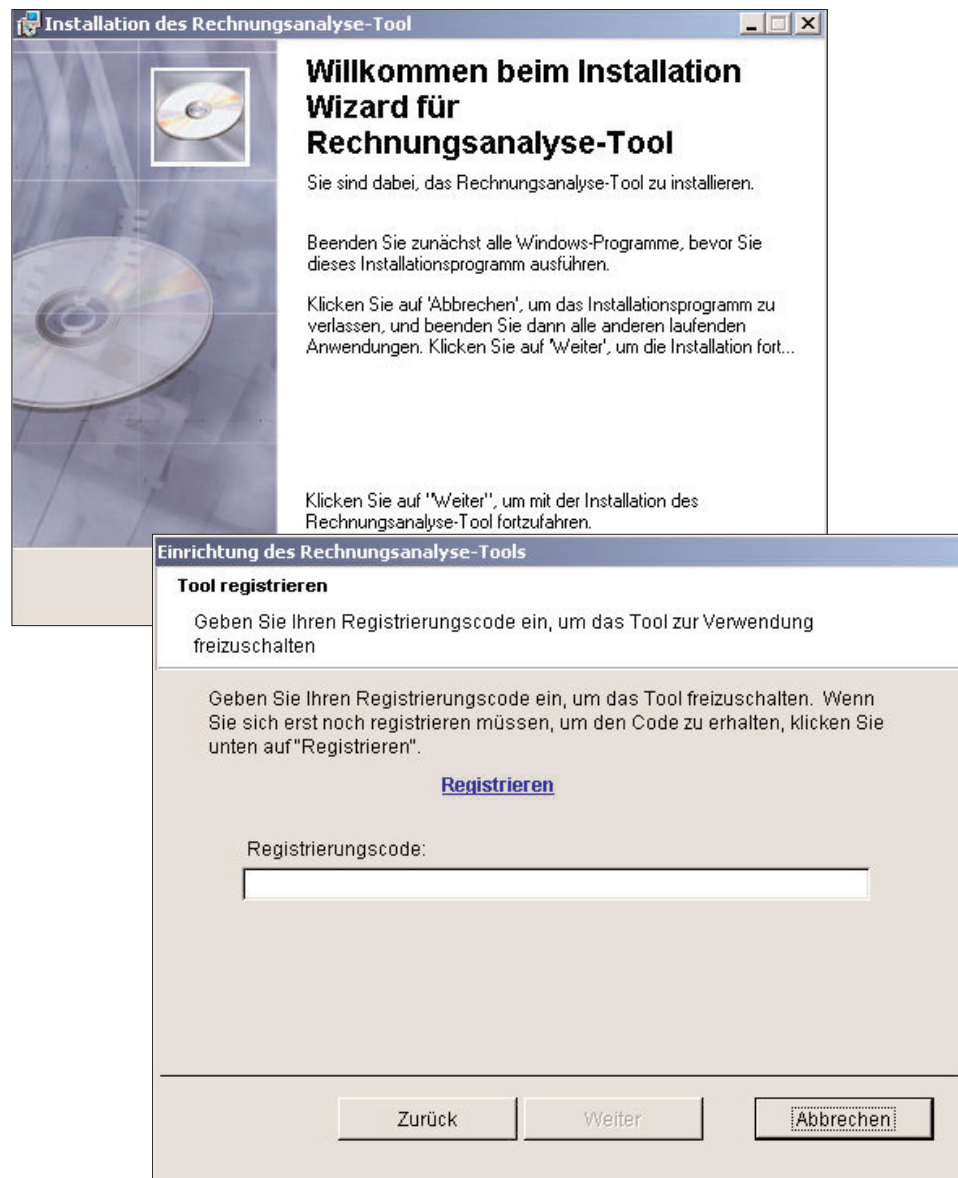 Installation des Rechnungsanalyse-Tool
Willkommen beim Installation
Wizard für
Rechnungsanalyse-Tool
Sie sind dabei, das Rechnungsanalyse-Tool zu installieren.
Beenden Sie zunächst alle Windows-Programme, bevor Sie
dieses Installationsprogramm ausführen.
Klicken Sie auf 'Abbrechen', um das Installationsprogramm zu
verlassen, und beenden Sie dann alle anderen laufenden
Anwendungen. Klicken Sie auf 'Weiter', um die Installation fort...
Klicken Sie auf "Weiter", um mit der Installation des
Rechnungsanalyse-Tool fortzufahren.
Einrichtung des Rechnungsanalyse-Tools
Tool registrieren
Geben Sie Ihren Registrierungscode ein, um das Tool zur Verwendung
freizuschalten
Geben Sie Ihren Registrierungscode ein, um das Tool freizuschalten. Wenn
Sie sich erst noch registrieren müssen, um den Code zu erhalten, klicken Sie
unten auf "Registrieren".
Registrieren
Registrierungscode:
Zurück
Weiter
Abbrechen